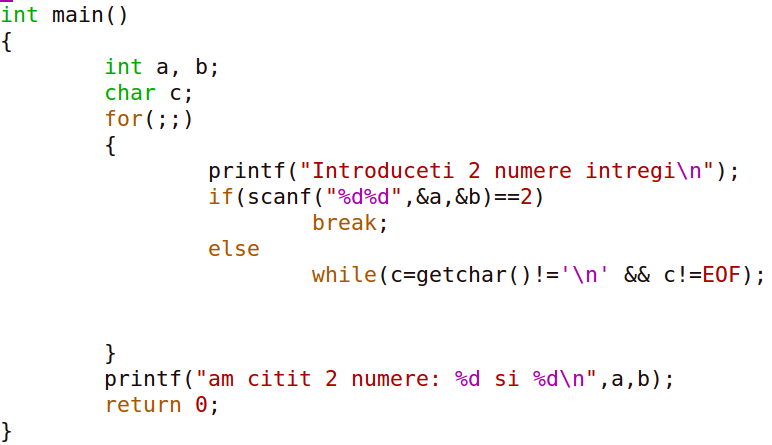 int main()
{
        int a, b;
        char c;
        for(;;)
        {
                printf("Introduceti 2 numere intregi\n");
                if(scanf("%d%d",&a,&b)==2)
                        break;
                else
                        while(c=getchar()!='\n' && c!=EOF);
        }
        printf("am citit 2 numere: %d si %d\n",a,b);
        return 0;
}